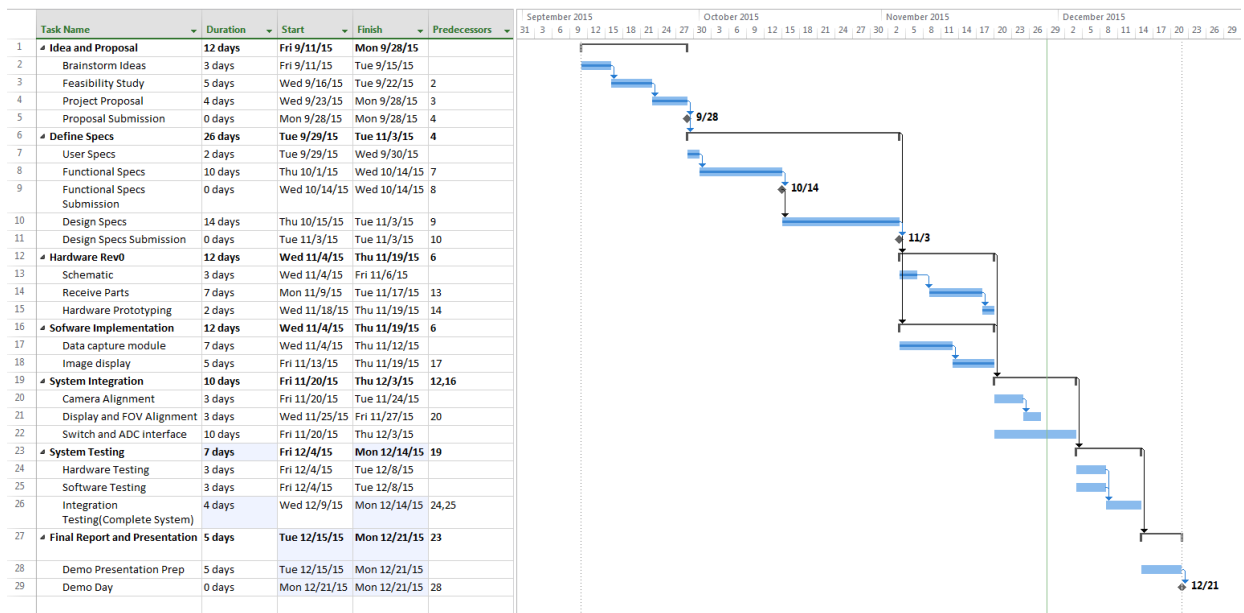 September 2015 October 2015 November 2015 December 2015
Task Name Duration Start Finish Predecessors 31 3 6 9 12 15 18 21 24 27 30 3 6 9 12 15 18 21 24 27 30 2 5 8 11 14 17 20 23 26 29 2 5 8 11 14 17 20 23 26 29
1 Idea and Proposal 12 days Fri 9/11/15 Mon 9/28/15
2 Brainstorm Ideas 3 days Fri 9/11/15 Tue 9/15/15
3 Feasibility Study 5 days Wed 9/16/15 Tue 9/22/15 2
4 Project Proposal 4 days Wed 9/23/15 Mon 9/28/15 3
5 Proposal Submission 0 days Mon 9/28/15 Mon 9/28/15 4 9/28
6 Define Specs 26 days Tue 9/29/15 Tue 11/3/15 4
7 User Specs 2 days Tue 9/29/15 Wed 9/30/15
8 Functional Specs 10 days Thu 10/1/15 Wed 10/14/15 7
9 Functional Specs 0 days Wed 10/14/15 Wed 10/14/15 8 10/14
Submission
10 Design Specs 14 days Thu 10/15/15 Tue 11/3/15 9
11 Design Specs Submission 0 days Tue 11/3/15 Tue 11/3/15 10 11/3
12 Hardware Rev0 12 days Wed 11/4/15 Thu 11/19/15 6
13 Schematic 3 days Wed 11/4/15 Fri 11/6/15
14 Receive Parts 7 days Mon 11/9/15 Tue 11/17/15 13
15 Hardware Prototyping 2 days Wed 11/18/15 Thu 11/19/15 14
16 Sofware Implementation 12 days Wed 11/4/15 Thu 11/19/15 6
17 Data capture module 7 days Wed 11/4/15 Thu 11/12/15
18 Image display 5 days Fri 11/13/15 Thu 11/19/15 17
19 System Integration 10 days Fri 11/20/15 Thu 12/3/15 12,16
20 Camera Alignment 3 days Fri 11/20/15 Tue 11/24/15
21 Display and FOV Alignment 3 days Wed 11/25/15 Fri 11/27/15 20
22 Switch and ADC interface 10 days Fri 11/20/15 Thu 12/3/15
23 System Testing 7 days Fri 12/4/15 Mon 12/14/15 19
24 Hardware Testing 3 days Fri 12/4/15 Tue 12/8/15
25 Software Testing 3 days Fri 12/4/15 Tue 12/8/15
26 Integration 4 days Wed 12/9/15 Mon 12/14/15 24,25
Testing(Complete System)
27 Final Report and Presentation 5 days Tue 12/15/15 Mon 12/21/15 23
28 Demo Presentation Prep 5 days Tue 12/15/15 Mon 12/21/15
29 Demo Day 0 days Mon 12/21/15 Mon 12/21/15 28 12/21